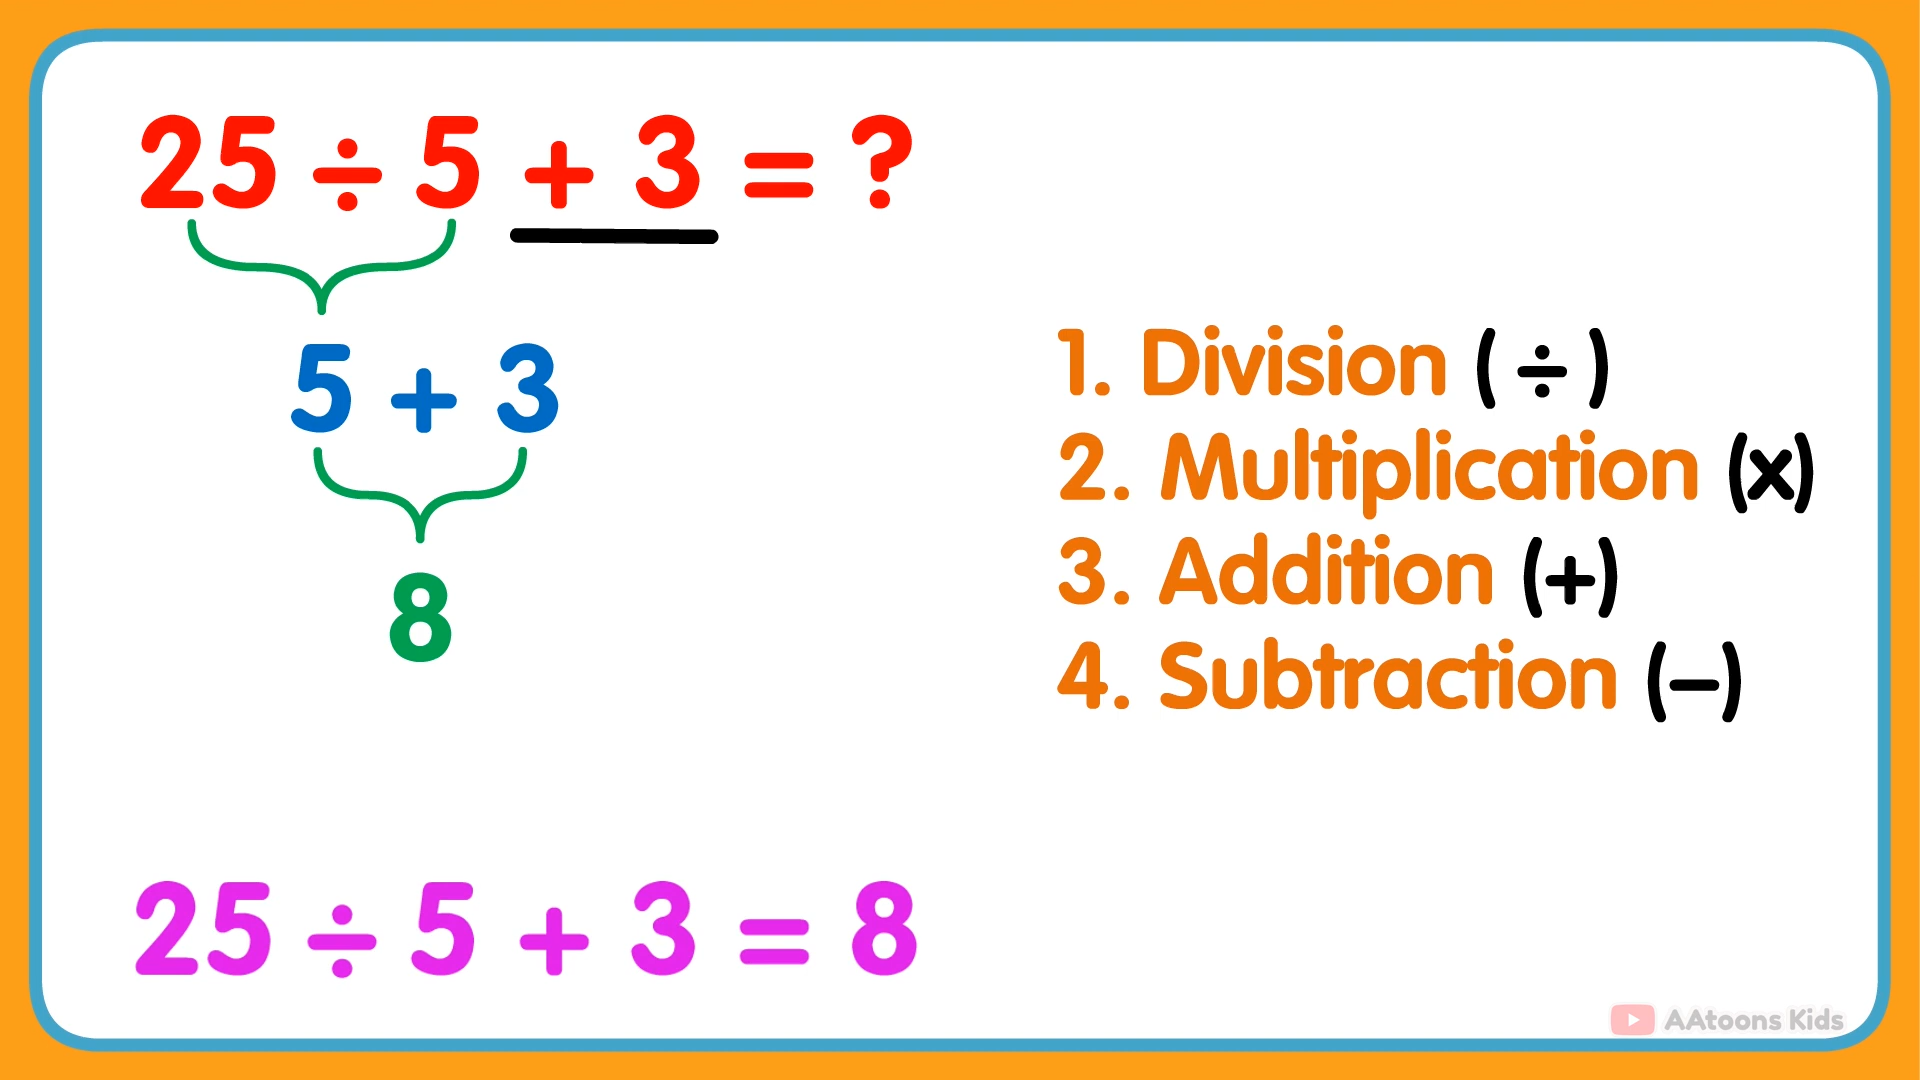 25 ÷ 5 + 3 = ?
5 + 3
8
1. Division ( ÷ )
2. Multiplication (x)
3. Addition (+)
4. Subtraction (–)
25 ÷ 5 + 3 = 8
AAtoons Kids